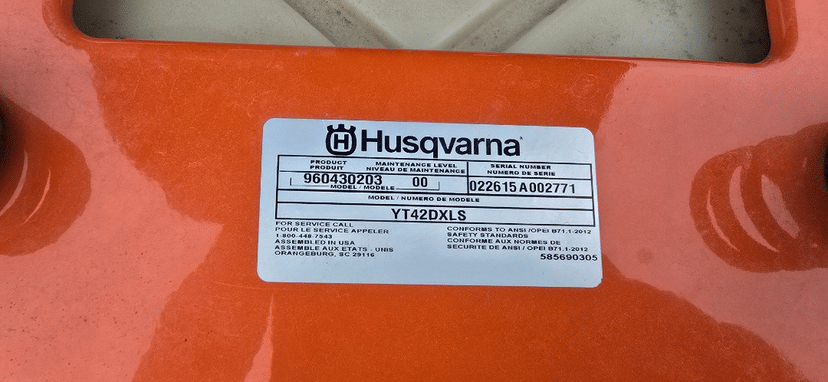 H Husqvarna
PRODUCT MAINTENANCE LEVEL SERIAL NUMBER
PRODUIT NIVEAU DE MAINTENANCE NUMERO DE SERIE
960430203 00 022615A002771
MODEL / MODELE
MODEL / NUMERO DE MODELE
YT42DXLS
FOR SERVICE CALL
POUR LE SERVICE APPELER
1-800-448-7543
ASSEMBLED IN USA
ASSEMBLE AUX ETATS - UNIS
ORANGEBURG, SC 29116
CONFORMS TO ANSI / OPEI B71.1-2012
SAFETY STANDARDS
CONFORME AUX NORMES DE
SECURITE DE ANSI / OPEI B71.1-2012
585690305